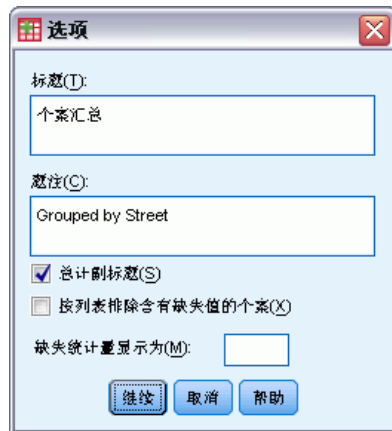 选项
标题(T):
个案汇总
题注(C):
Grouped by Street
总计副标题(S)
按列表排除含有缺失值的个案(X)
缺失统计量显示为(M):
继续 取消 帮助